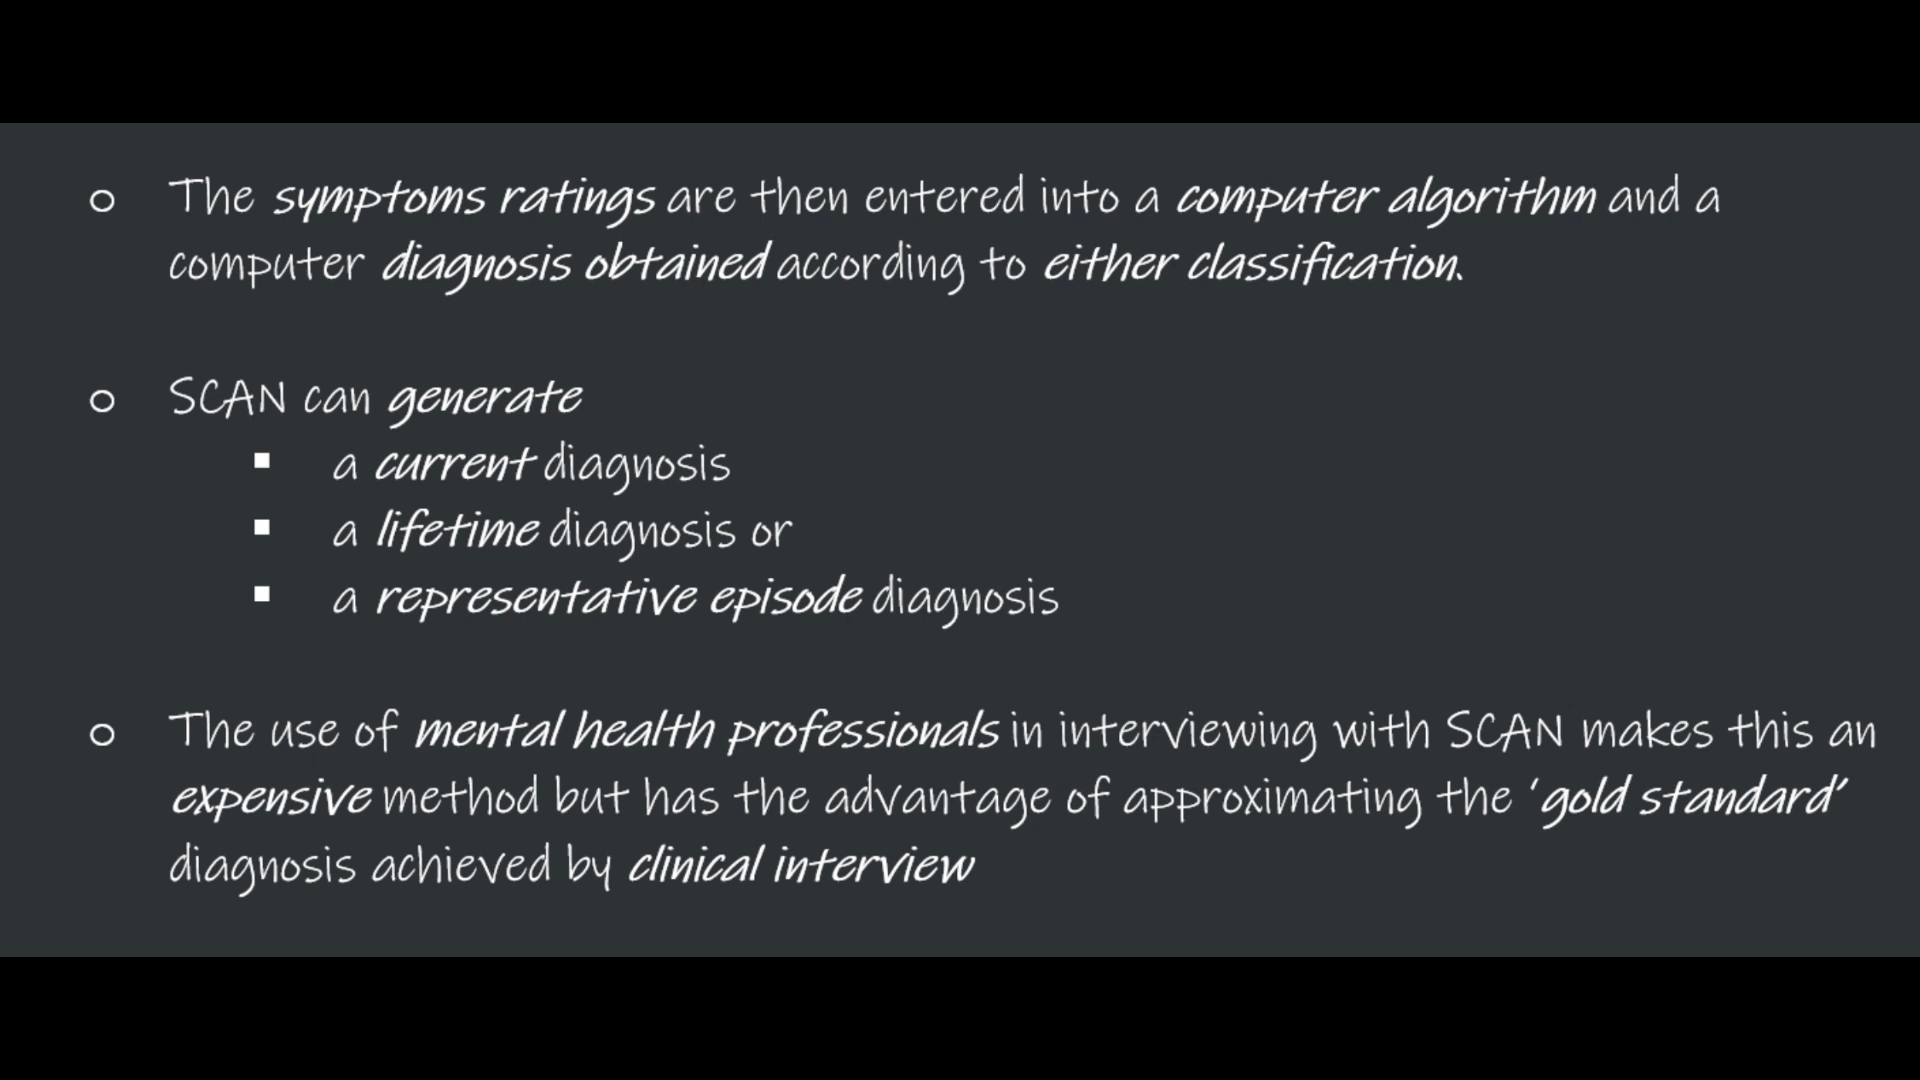 The symptoms ratings are then entered into a computer algorithm and a
computer diagnosis obtained according to either classification.
SCAN can generate
a current diagnosis
a lifetime diagnosis or
a representative episode diagnosis
The use of mental health professionals in interviewing with SCAN makes this an
expensive method but has the advantage of approximating the ‘gold standard’
diagnosis achieved by clinical interview